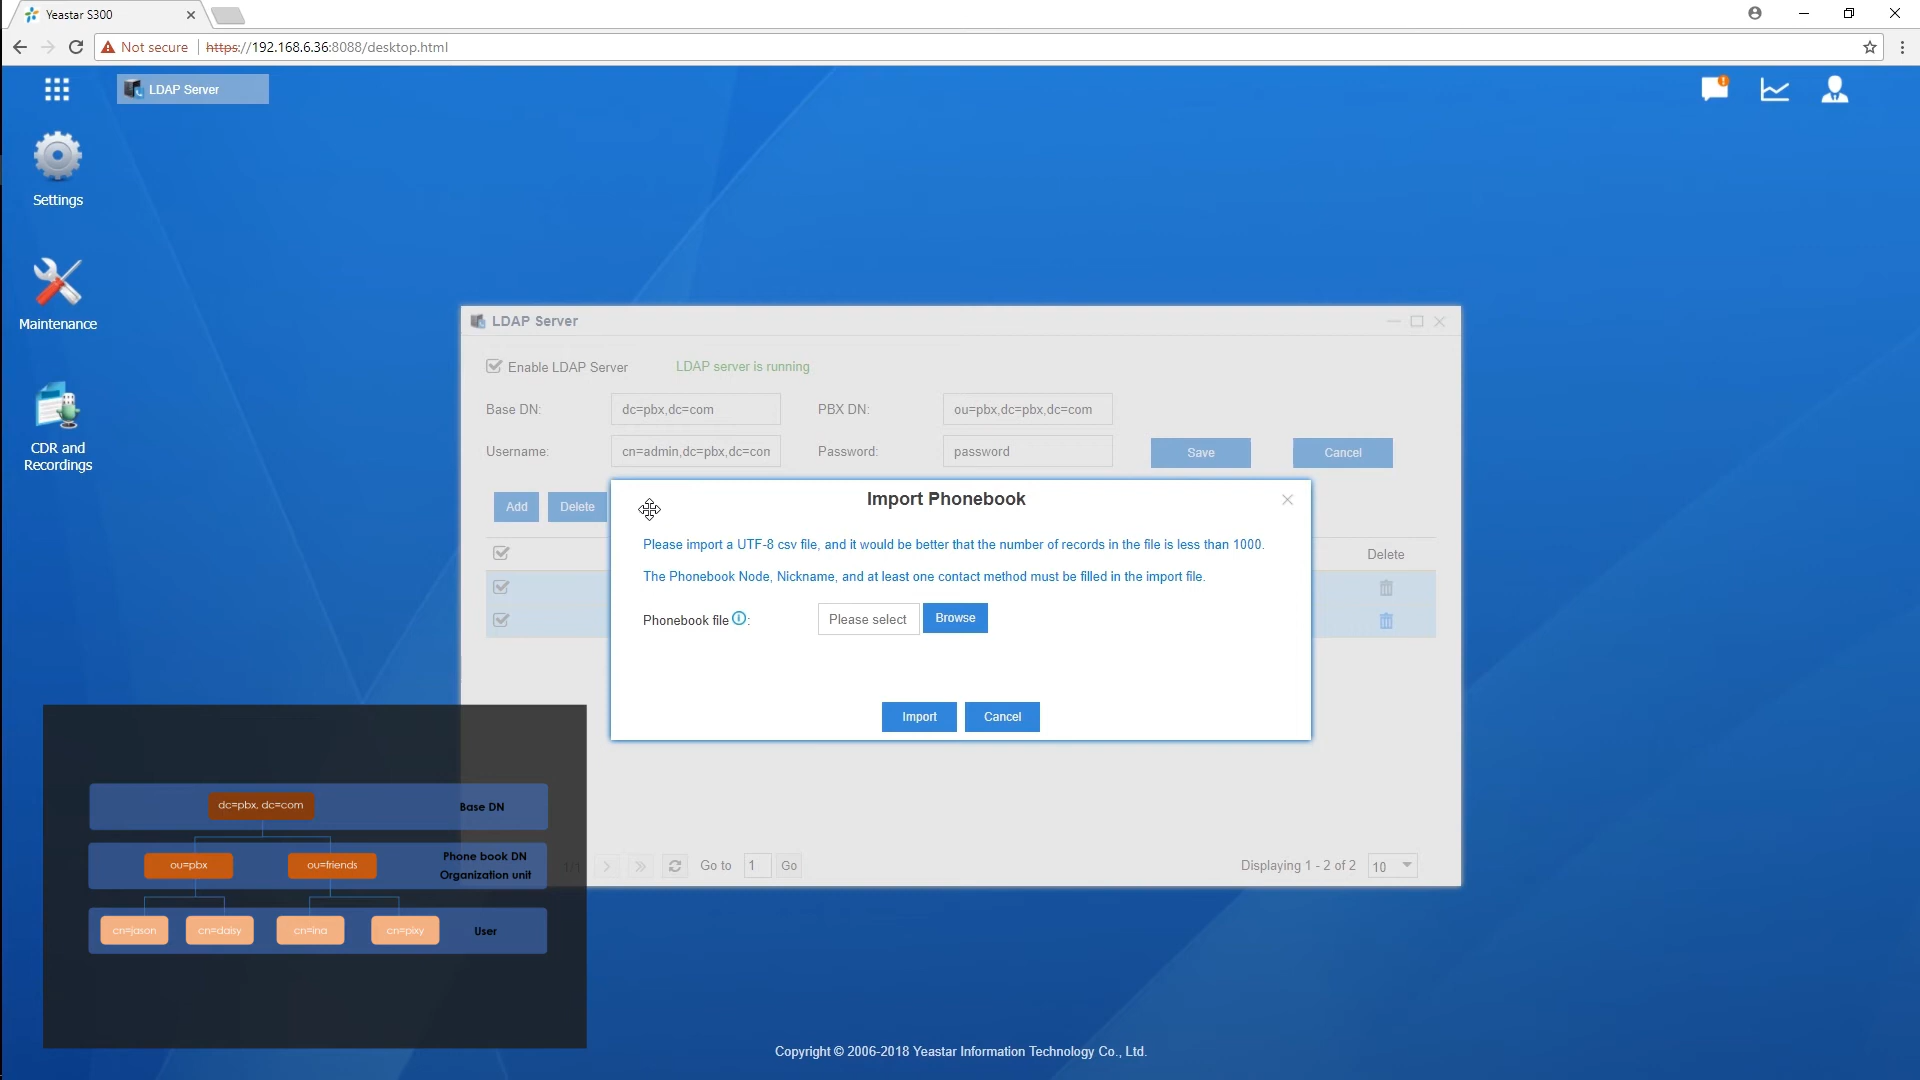 Yeastar S300
Not secure
https://192.168.6.36:8088/desktop.html
LDAP Server
Settings
Maintenance
CDR and
Recordings
LDAP Server
Enable LDAP Server
LDAP server is running
Base DN:
dc=pbx,dc=com
PBX DN:
ou=pbx,dc=pbx,dc=com
Username:
cn=admin,dc=pbx,dc=con
Password:
password
Save
Cancel
Add
Delete
Import Phonebook
Please import a UTF-8 csv file, and it would be better that the number of records in the file is less than 1000.
Delete
The Phonebook Node, Nickname, and at least one contact method must be filled in the import file.
Phonebook file
:
Please select
Browse
Import
Cancel
dc=pbx, dc=com
Base DN
ou=pbx
ou=friends
Phone book DN
Organization unit
cn=jason
cn=daisy
cn=ina
cn=pixy
User
1/1
Go to
1
Go
Displaying 1 - 2 of 2
10
Copyright © 2006-2018 Yeastar Information Technology Co., Ltd.